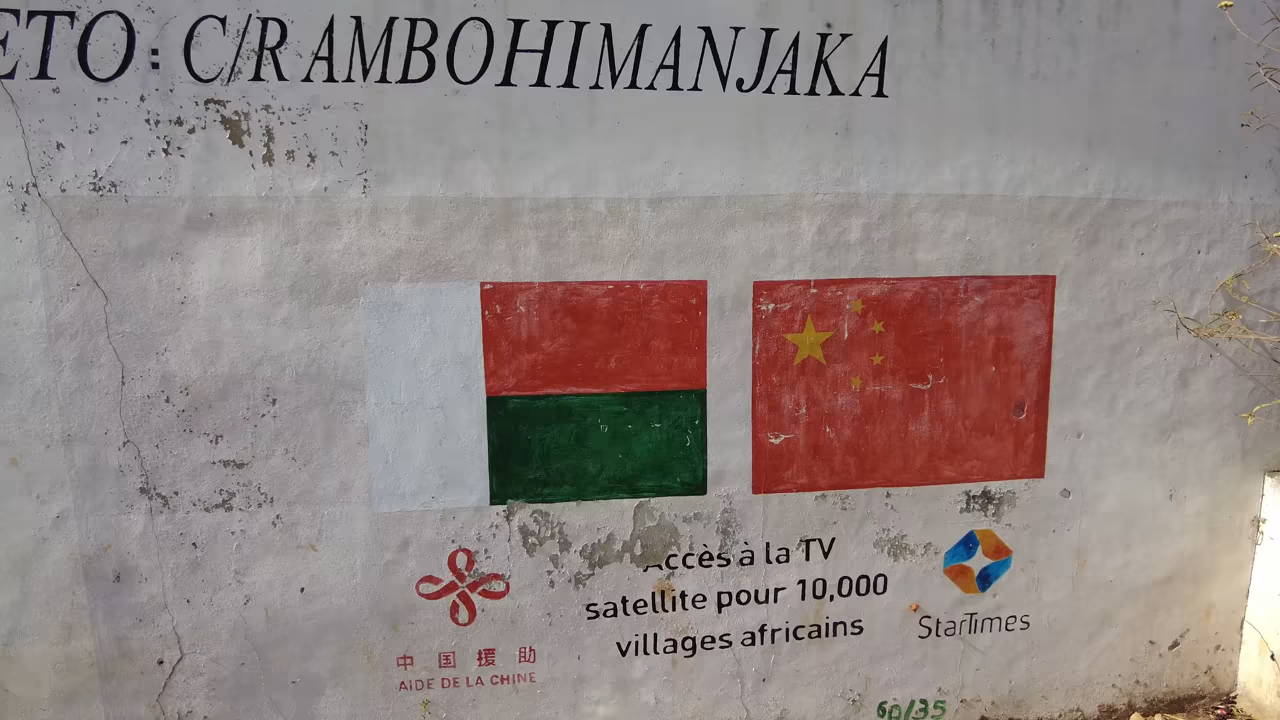 ETO : C/R AMBOHIMANJAKA
Accès à la TV
satellite pour 10,000
villages africains
StarTimes
中国援助
AIDE DE LA CHINE
60/35